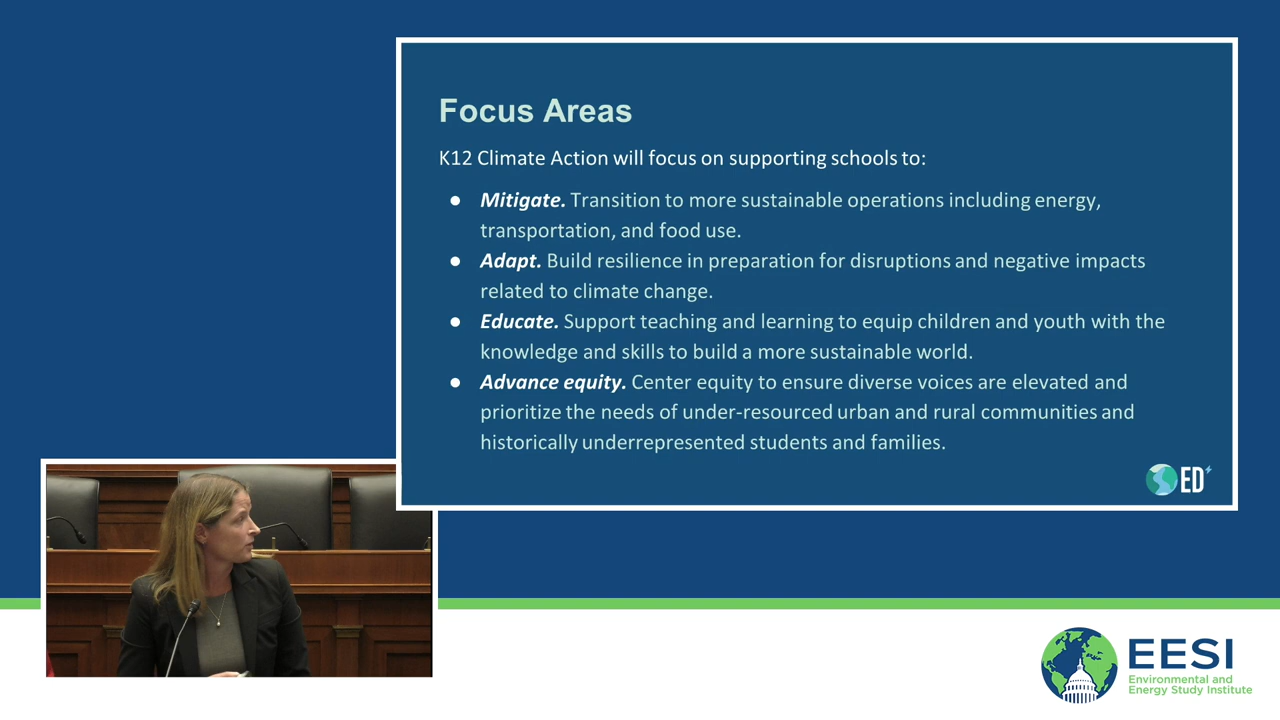 Focus Areas
K12 Climate Action will focus on supporting schools to:
● Mitigate. Transition to more sustainable operations including energy,
transportation, and food use.
● Adapt. Build resilience in preparation for disruptions and negative impacts
related to climate change.
● Educate. Support teaching and learning to equip children and youth with the
knowledge and skills to build a more sustainable world.
● Advance equity. Center equity to ensure diverse voices are elevated and
prioritize the needs of under-resourced urban and rural communities and
historically underrepresented students and families.
ED
EESI
Environmental and
Energy Study Institute